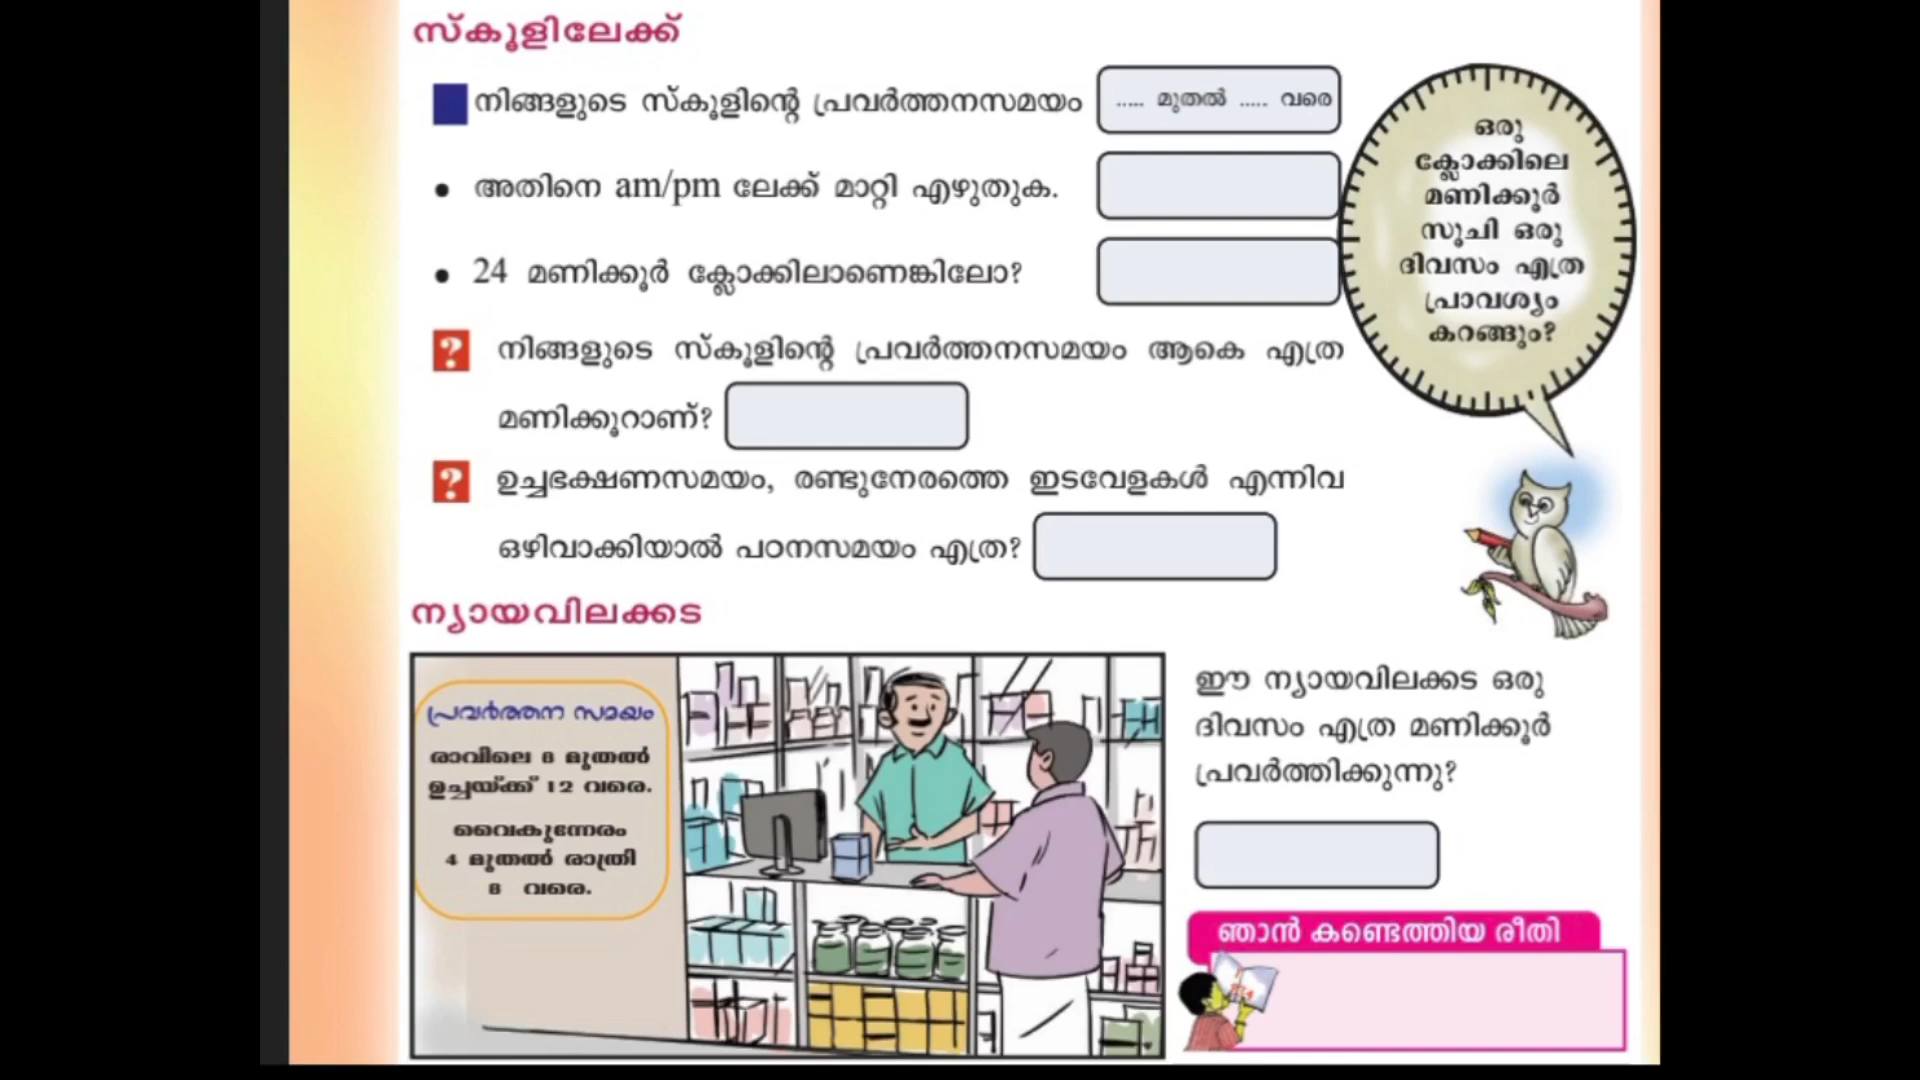 സ്കൂളിലേക്ക്
നിങ്ങളുടെ സ്കൂളിന്റെ പ്രവർത്തനസമയം
..... മുതൽ ..... വരെ
• അതിനെ am/pm ലേക്ക് മാറ്റി എഴുതുക.
• 24 മണിക്കൂർ ക്ലോക്കിലാണെങ്കിലോ?
? നിങ്ങളുടെ സ്കൂളിന്റെ പ്രവർത്തനസമയം ആകെ എത്ര
മണിക്കൂറാണ്?
? ഉച്ചഭക്ഷണസമയം, രണ്ടുനേരത്തെ ഇടവേളകൾ എന്നിവ
ഒഴിവാക്കിയാൽ പഠനസമയം എത്ര?
ഒരു
ക്ലോക്കിലെ
മണിക്കൂർ
സൂചി ഒരു
ദിവസം എത്ര
പ്രാവശ്യം
കറങ്ങും?
ന്യായവിലക്കട
പ്രവർത്തന സമയം
രാവിലെ 8 മുതൽ
ഉച്ചയ്ക്ക് 12 വരെ.
വൈകുന്നേരം
4 മുതൽ രാത്രി
8 വരെ.
ഈ ന്യായവിലക്കട ഒരു
ദിവസം എത്ര മണിക്കൂർ
പ്രവർത്തിക്കുന്നു?
ഞാൻ കണ്ടെത്തിയ രീതി